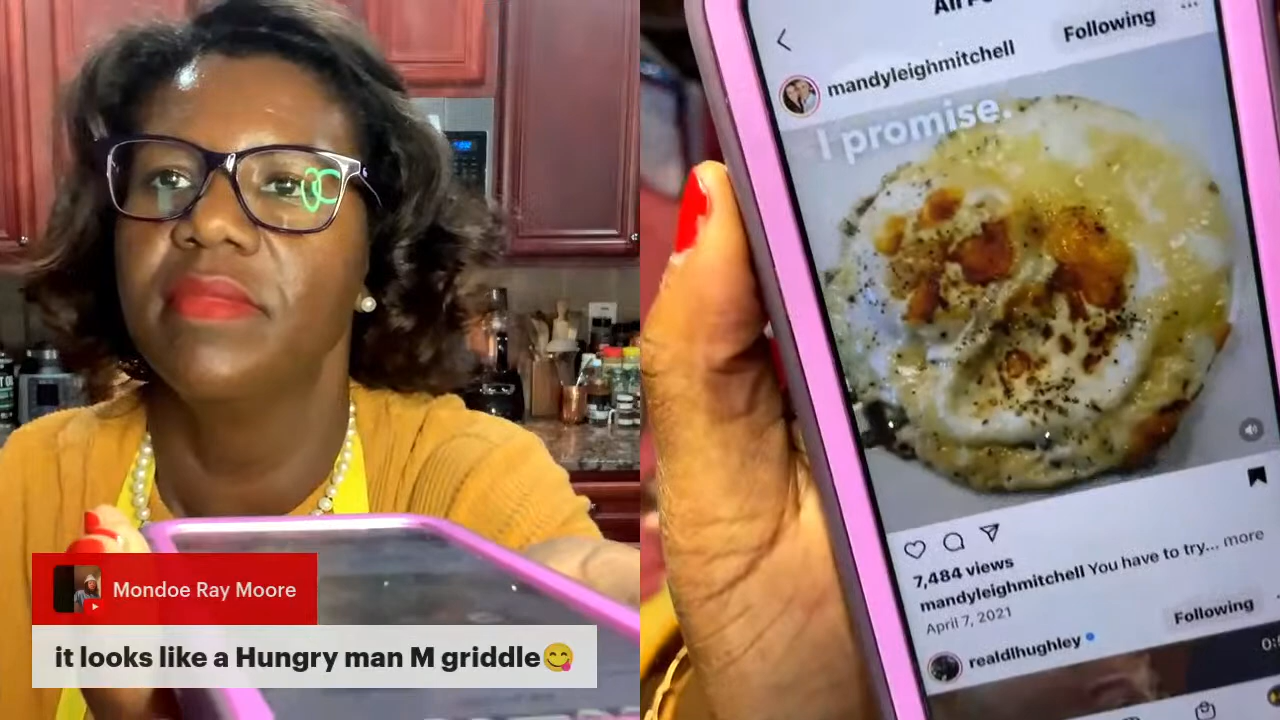 Mondoe Ray Moore
it looks like a Hungry man M griddle😋
Following
mandyleighmitchell
I promise.
7,484 views
mandyleighmitchell You have to try... more
April 7, 2021
Following
realdlhughley